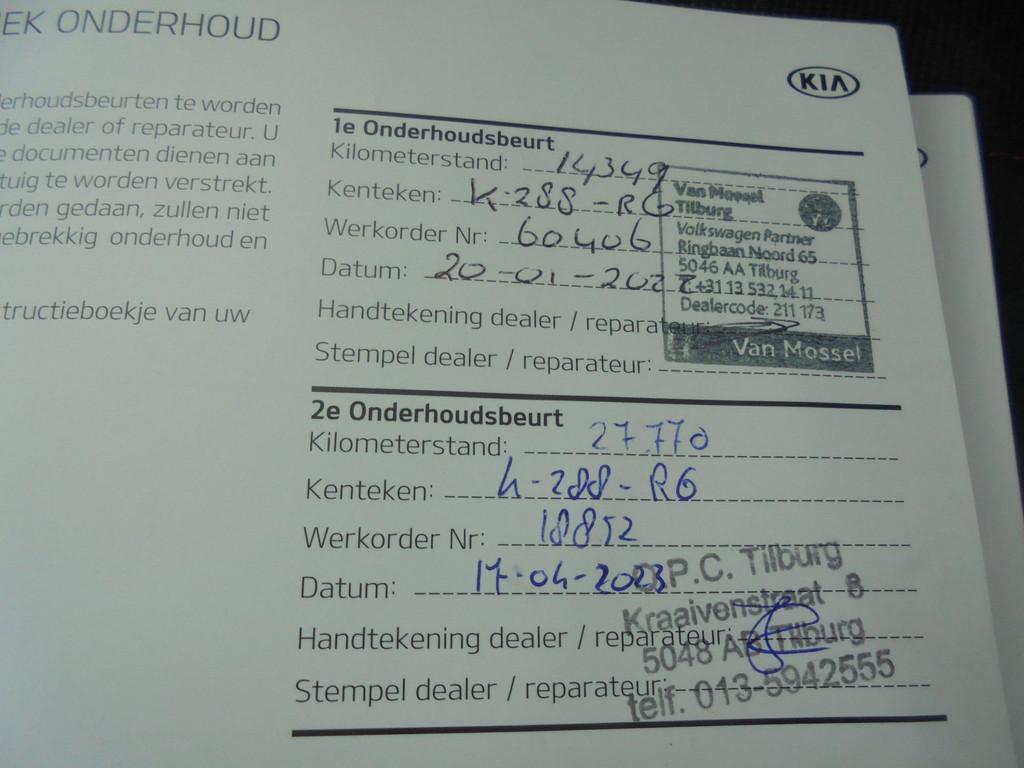 EK ONDERHOUD
KIA
erhoudsbeurten te worden
de dealer of reparateur. U
e documenten dienen aan
tuig te worden verstrekt.
rden gedaan, zullen niet
ebrekkig onderhoud en
structieboekje van uw
1e Onderhoudsbeurt
Kilometerstand: 14349
Kenteken: K-288-RG
Werkorder Nr: 60406
Datum: 20-01-2022
Handtekening dealer / reparateur:
Stempel dealer / reparateur:
Van Mossel
Tilburg
Volkswagen Partner
Ringbaan Noord 65
5046 AA Tilburg
T +31 13 532 14 11
Dealercode: 211 173
Van Mossel
2e Onderhoudsbeurt
Kilometerstand: 27.770
Kenteken: K-288-RG
Werkorder Nr: 18852
Datum: 17-04-2023
Handtekening dealer / reparateur:
Stempel dealer / reparateur:
P.C. Tilburg
Kraaivenstraat 8
5048 AB Tilburg
telf. 013-5942555